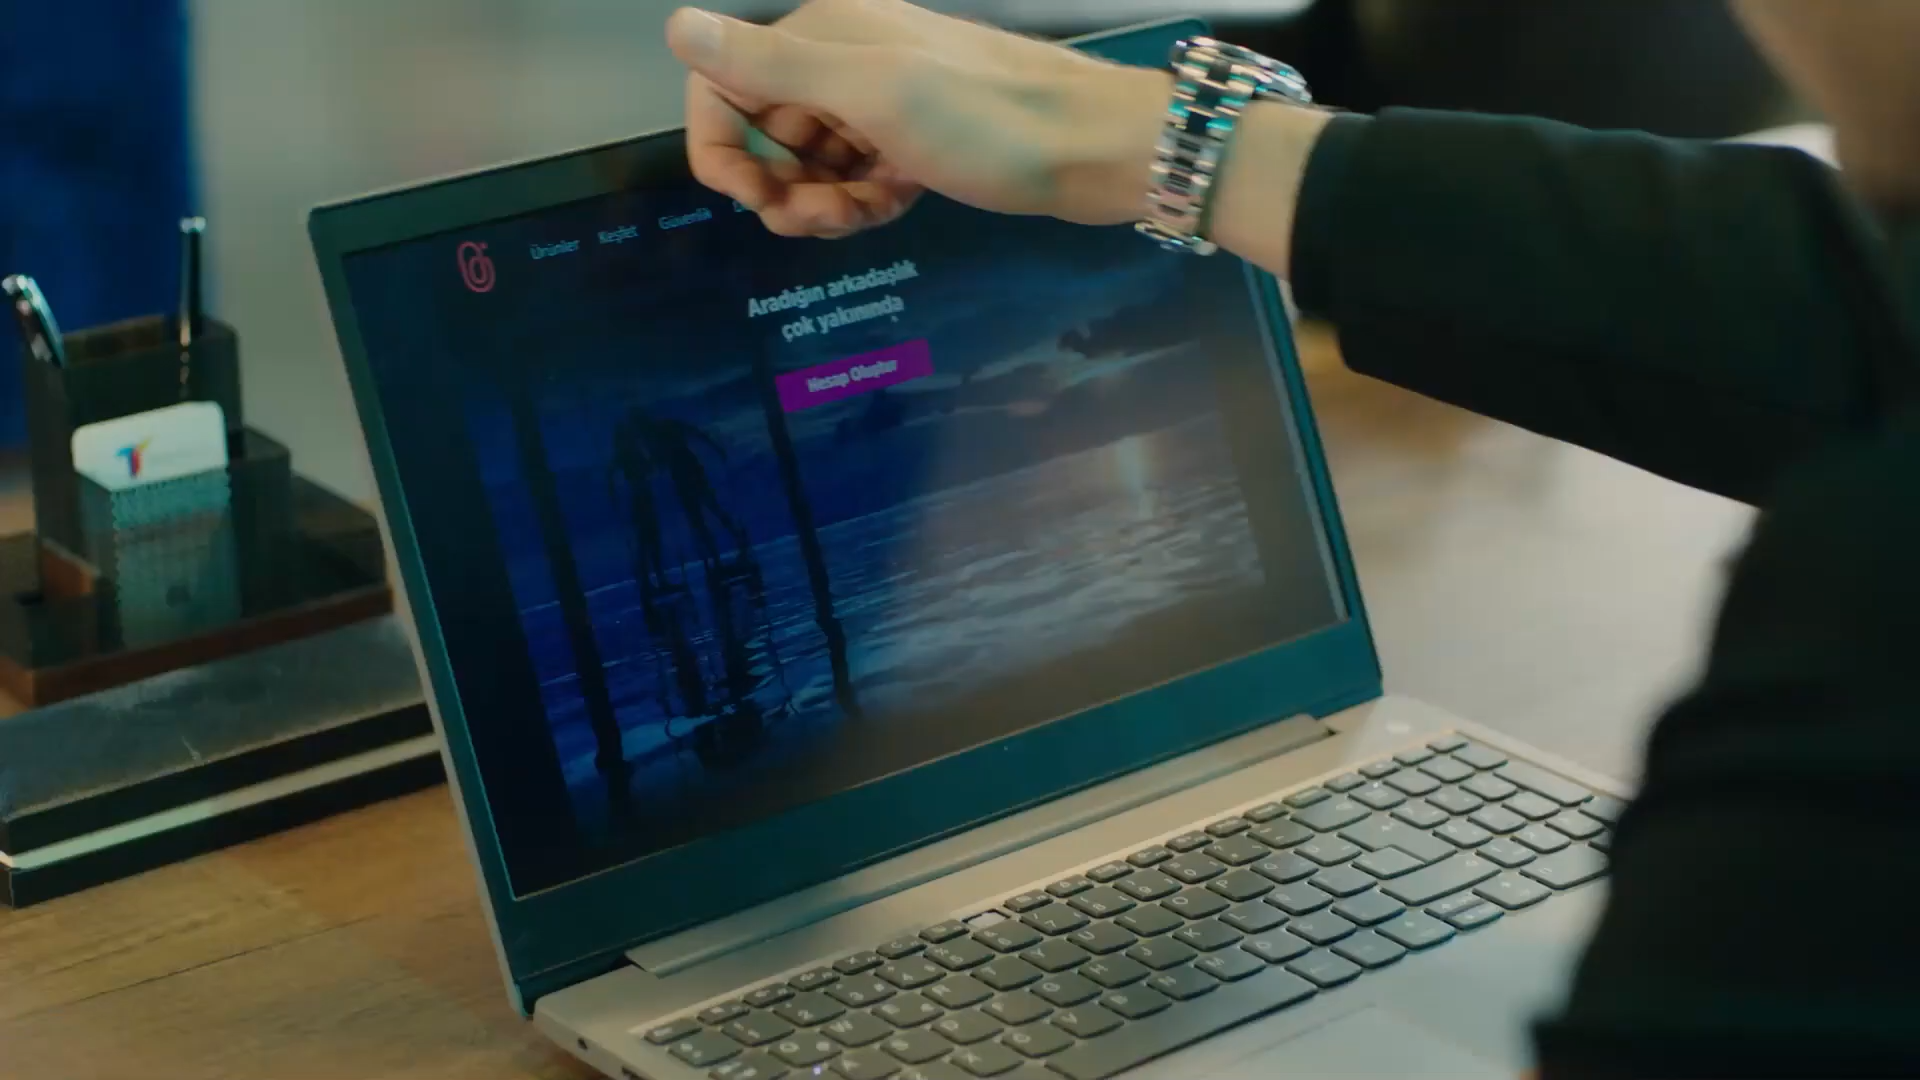 Ürünler Keşfet Güvenlik
Aradığın arkadaşlık
çok yakınında
Hesap Oluştur